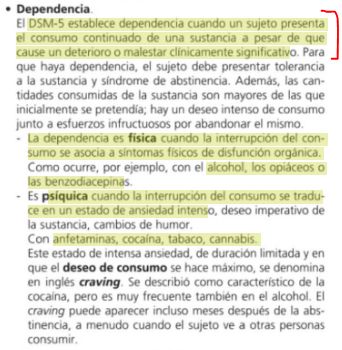 • Dependencia.
El DSM-5 establece dependencia cuando un sujeto presenta
el consumo continuado de una sustancia a pesar de que
cause un deterioro o malestar clínicamente significativo. Para
que haya dependencia, el sujeto debe presentar tolerancia
a la sustancia y síndrome de abstinencia. Además, las can-
tidades consumidas de la sustancia son mayores de las que
inicialmente se pretendía; hay un deseo intenso de consumo
junto a esfuerzos infructuosos por abandonar el mismo.
- La dependencia es física cuando la interrupción del con-
sumo se asocia a síntomas físicos de disfunción orgánica.
Como ocurre, por ejemplo, con el alcohol, los opiáceos o
las benzodiacepinas.
- Es psíquica cuando la interrupción del consumo se tradu-
ce en un estado de ansiedad intenso, deseo imperativo de
la sustancia, cambios de humor.
Con anfetaminas, cocaína, tabaco, cannabis.
Este estado de intensa ansiedad, de duración limitada y en
que el deseo de consumo se hace máximo, se denomina
en inglés craving. Se describió como característico de la
cocaína, pero es muy frecuente también en el alcohol. El
craving puede aparecer incluso meses después de la abs-
tinencia, a menudo cuando el sujeto ve a otras personas
consumir.